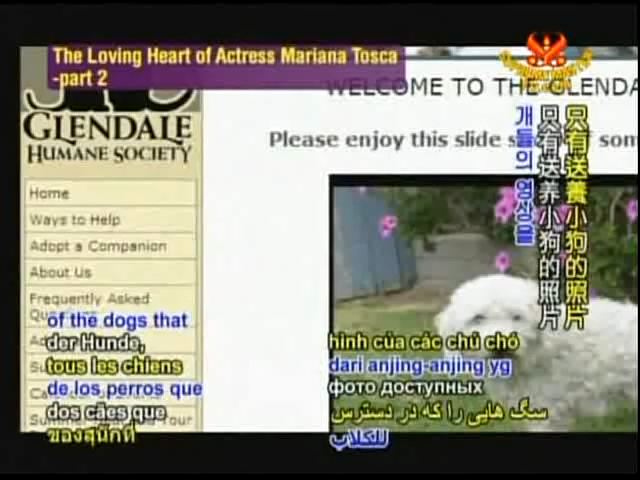 The Loving Heart of Actress Mariana Tosca
-part 2
GLENDALE
HUMANE SOCIETY
WELCOME TO THE GLENDA
Please enjoy this slide som
Home
Ways to Help
Adopt a Companion
About Us
Frequently Asked
of the dogs that
der Hunde,
tous les chiens
de los perros que
dos cães que
ของสุนักที่
hình của các chú chó
dari anjing-anjing yg
фото доступных
سگ هایی را که در دسترس
للكلاب
只有送養小狗的照片
只有送养小狗的照片
개들의 영상을